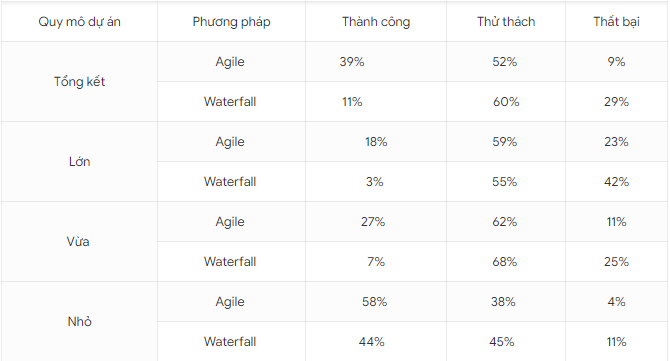 Quy mô dự án Phương pháp Thành công Thử thách Thất bại
Tổng kết
Agile 39% 52% 9%
Waterfall 11% 60% 29%
Lớn
Agile 18% 59% 23%
Waterfall 3% 55% 42%
Vừa
Agile 27% 62% 11%
Waterfall 7% 68% 25%
Nhỏ
Agile 58% 38% 4%
Waterfall 44% 45% 11%